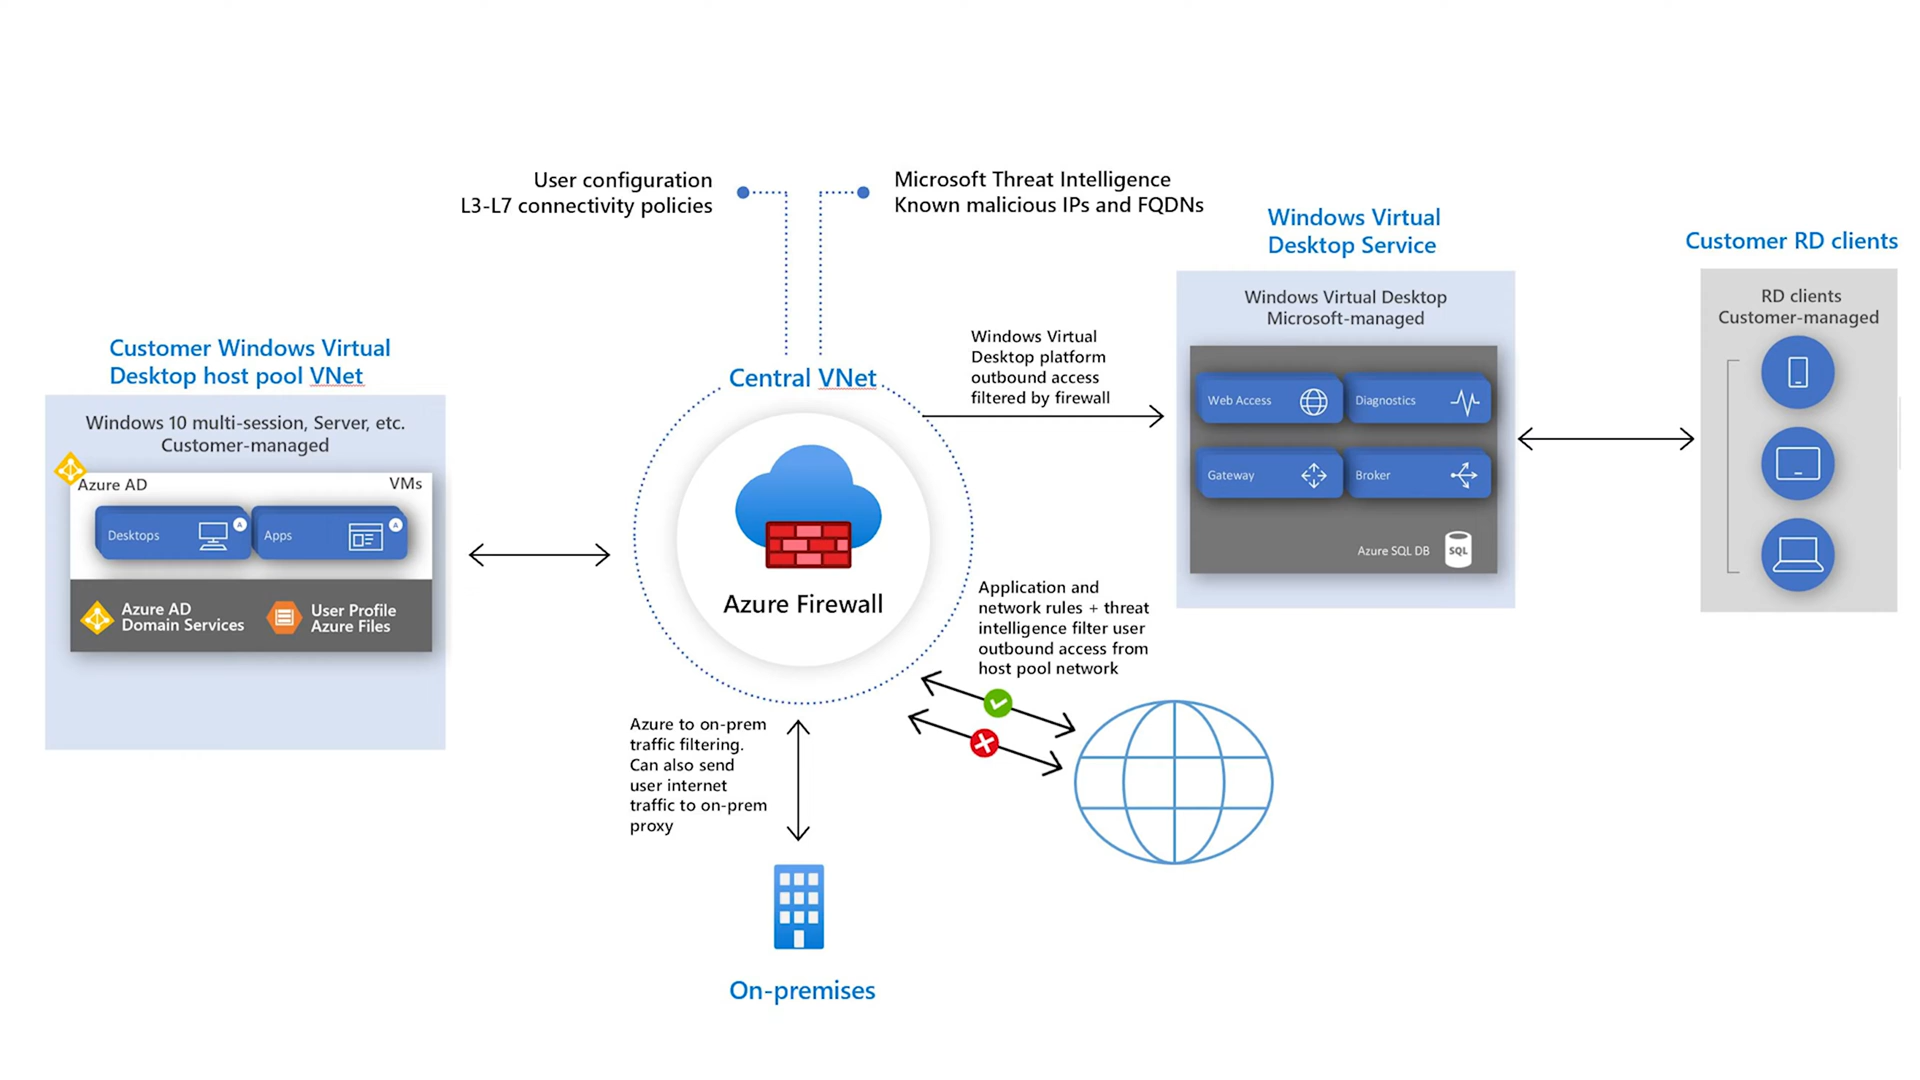 User configuration
L3-L7 connectivity policies
Microsoft Threat Intelligence
Known malicious IPs and FQDNs
Customer Windows Virtual
Desktop host pool VNet
Windows 10 multi-session, Server, etc.
Customer-managed
Azure AD
VMs
Desktops
A
Apps
A
Azure AD
Domain Services
User Profile
Azure Files
Central VNet
Azure Firewall
Windows Virtual
Desktop platform
outbound access
filtered by firewall
Application and
network rules + threat
intelligence filter user
outbound access from
host pool network
Azure to on-prem
traffic filtering.
Can also send
user internet
traffic to on-prem
proxy
On-premises
Windows Virtual
Desktop Service
Windows Virtual Desktop
Microsoft-managed
Web Access
Diagnostics
Gateway
Broker
Azure SQL DB
SQL
Customer RD clients
RD clients
Customer-managed